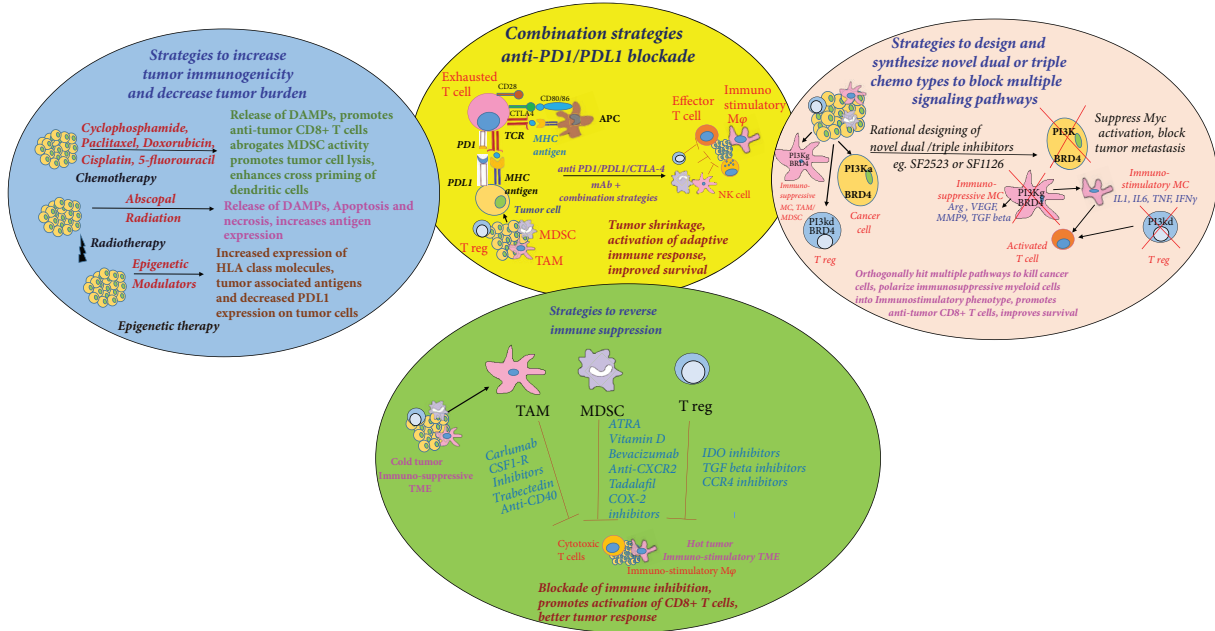 Strategies to increase
tumor immunogenicity
and decrease tumor burden
Cyclophosphamide,
Paclitaxel, Doxorubicin,
Cisplatin, 5-fluorouracil
Chemotherapy
Release of DAMPs, promotes
anti-tumor CD8+ T cells
abrogates MDSC activity
promotes tumor cell lysis,
enhances cross priming of
dendritic cells
Abscopal
Radiation
Radiotherapy
Release of DAMPs, Apoptosis and
necrosis, increases antigen
expression
Epigenetic
Modulators
Epigenetic therapy
Increased expression of
HLA class molecules,
tumor associated antigens
and decreased PDL1
expression on tumor cells
Combination strategies
anti-PD1/PDL1 blockade
Exhausted
T cell
CD28
CD80/86
CTLA4
APC
TCR
MHC
antigen
PD1
PDL1
MHC
antigen
Tumor cell
T reg
MDSC
TAM
anti PD1/PDL1/CTLA-4
mAb +
combination strategies
Effector
T cell
Immuno
stimulatory
Mφ
NK cell
Tumor shrinkage,
activation of adaptive
immune response,
improved survival
Strategies to design and
synthesize novel dual or triple
chemo types to block multiple
signaling pathways
Rational designing of
novel dual /triple inhibitors
eg. SF2523 or SF1126
PI3Kg
BRD4
Immuno-
suppressive
MC, TAM/
MDSC
PI3Kd
BRD4
T reg
PI3Ka
BRD4
Cancer
cell
PI3K
BRD4
Suppress Myc
activation, block
tumor metastasis
Immuno-
suppressive MC
Arg , VEGF,
MMP9, TGF beta
PI3Kg
BRD4
Immuno-
stimulatory MC
IL1, IL6, TNF, IFNγ
Activated
T cell
PI3kd
T reg
Orthogonally hit multiple pathways to kill cancer
cells, polarize immunosuppressive myeloid cells
into Immunostimulatory phenotype, promotes
anti-tumor CD8+ T cells, improves survival
Strategies to reverse
immune suppression
TAM
MDSC
T reg
Cold tumor
Immuno-suppressive
TME
Carlumab
CSF1-R
Inhibitors
Trabectedin
Anti-CD40
ATRA
Vitamin D
Bevacizumab
Anti-CXCR2
Tadalafil
COX-2
inhibitors
IDO inhibitors
TGF beta inhibitors
CCR4 inhibitors
Cytotoxic
T cells
Hot tumor
Immuno-stimulatory TME
Immuno-stimulatory Mφ
Blockade of immune inhibition,
promotes activation of CD8+ T cells,
better tumor response